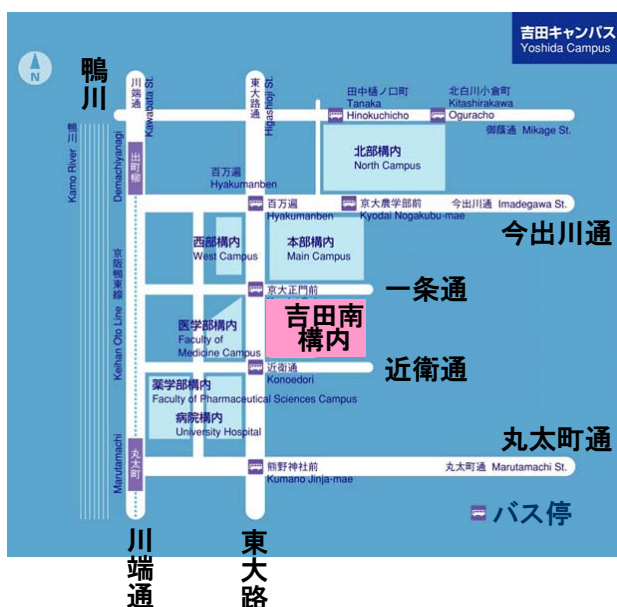 吉田キャンパス
Yoshida Campus
N
鴨川
川端通
Kawabata St.
東大路通
Higashioji St.
田中樋ノ口町
Tanaka
Hinokuchicho
北白川小倉町
Kitashirakawa
Oguracho
御蔭通 Mikage St.
鴨川
Kamo River
出町柳
Demachiyanagi
北部構内
North Campus
百万遍
Hyakumanben
百万遍
Hyakumanben
京大農学部前
Kyodai Nogakubu-mae
今出川通 Imadegawa St.
今出川通
西部構内
West Campus
本部構内
Main Campus
京阪鴨東線
Keihan Oto Line
京大正門前
一条通
吉田南
構内
医学部構内
Faculty of
Medicine Campus
近衛通
Konoedori
近衛通
薬学部構内
Faculty of Pharmaceutical Sciences Campus
病院構内
University Hospital
丸太町
Marutamachi
熊野神社前
Kumano Jinja-mae
丸太町通 Marutamachi St.
丸太町通
バス停
川端通
東大路